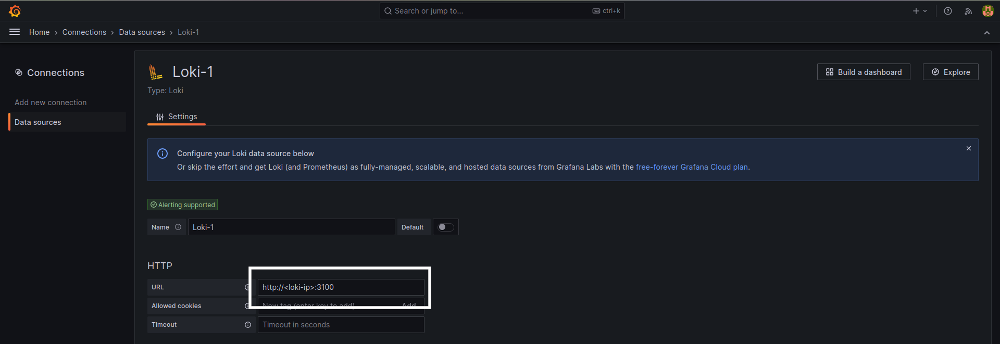 Search or jump to... ctrl+k
Home › Connections › Data sources › Loki-1
Connections
Add new connection
Data sources
Loki-1
Type: Loki
Build a dashboard
Explore
Settings
Configure your Loki data source below
Or skip the effort and get Loki (and Prometheus) as fully-managed, scalable, and hosted data sources from Grafana Labs with the free-forever Grafana Cloud plan.
Alerting supported
Name Loki-1 Default
HTTP
URL http://<loki-ip>:3100
Allowed cookies New tag (enter key to add) Add
Timeout Timeout in seconds